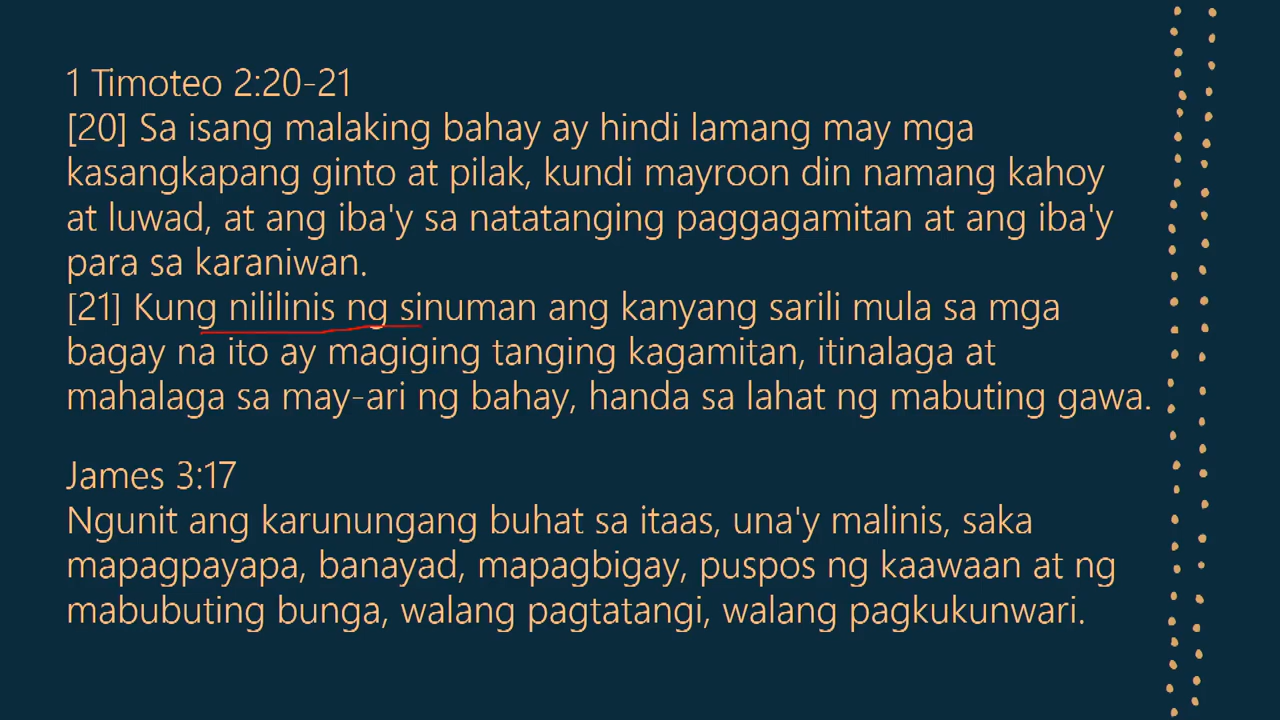 1 Timoteo 2:20-21
[20] Sa isang malaking bahay ay hindi lamang may mga
kasangkapang ginto at pilak, kundi mayroon din namang kahoy
at luwad, at ang iba'y sa natatanging paggagamitan at ang iba'y
para sa karaniwan.
[21] Kung nililinis ng sinuman ang kanyang sarili mula sa mga
bagay na ito ay magiging tanging kagamitan, itinalaga at
mahalaga sa may-ari ng bahay, handa sa lahat ng mabuting gawa.
James 3:17
Ngunit ang karunungang buhat sa itaas, una'y malinis, saka
mapagpayapa, banayad, mapagbigay, puspos ng kaawaan at ng
mabubuting bunga, walang pagtatangi, walang pagkukunwari.